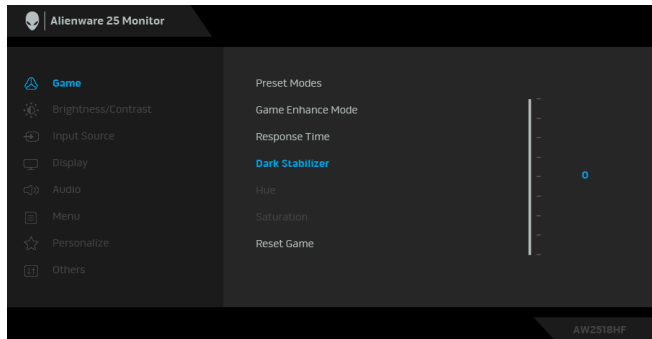 Alienware 25 Monitor
Game
Brightness/Contrast
Input Source
Display
Audio
Menu
Personalize
Others
Preset Modes
Game Enhance Mode
Response Time
Dark Stabilizer
Hue
Saturation
Reset Game
0
AW2518HF